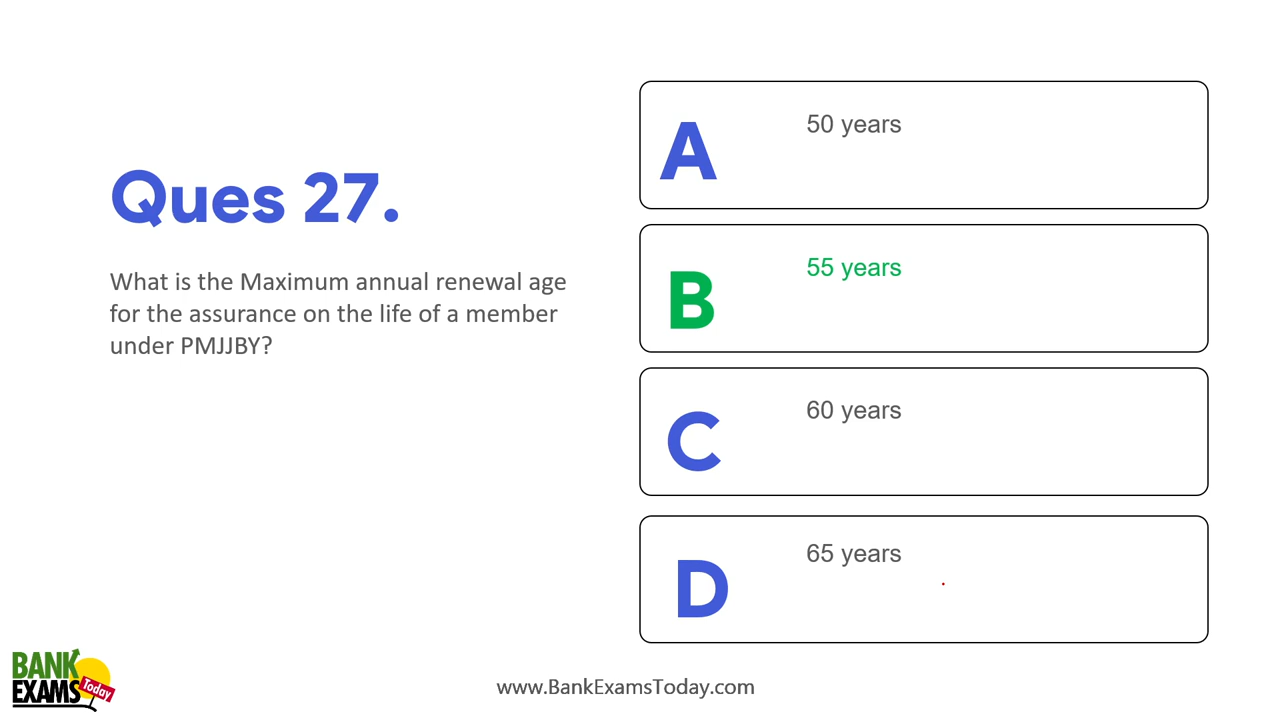 Ques 27.
What is the Maximum annual renewal age
for the assurance on the life of a member
under PMJJBY?
A
50 years
B
55 years
C
60 years
D
65 years
BANK
EXAMS
Today
www.BankExamsToday.com